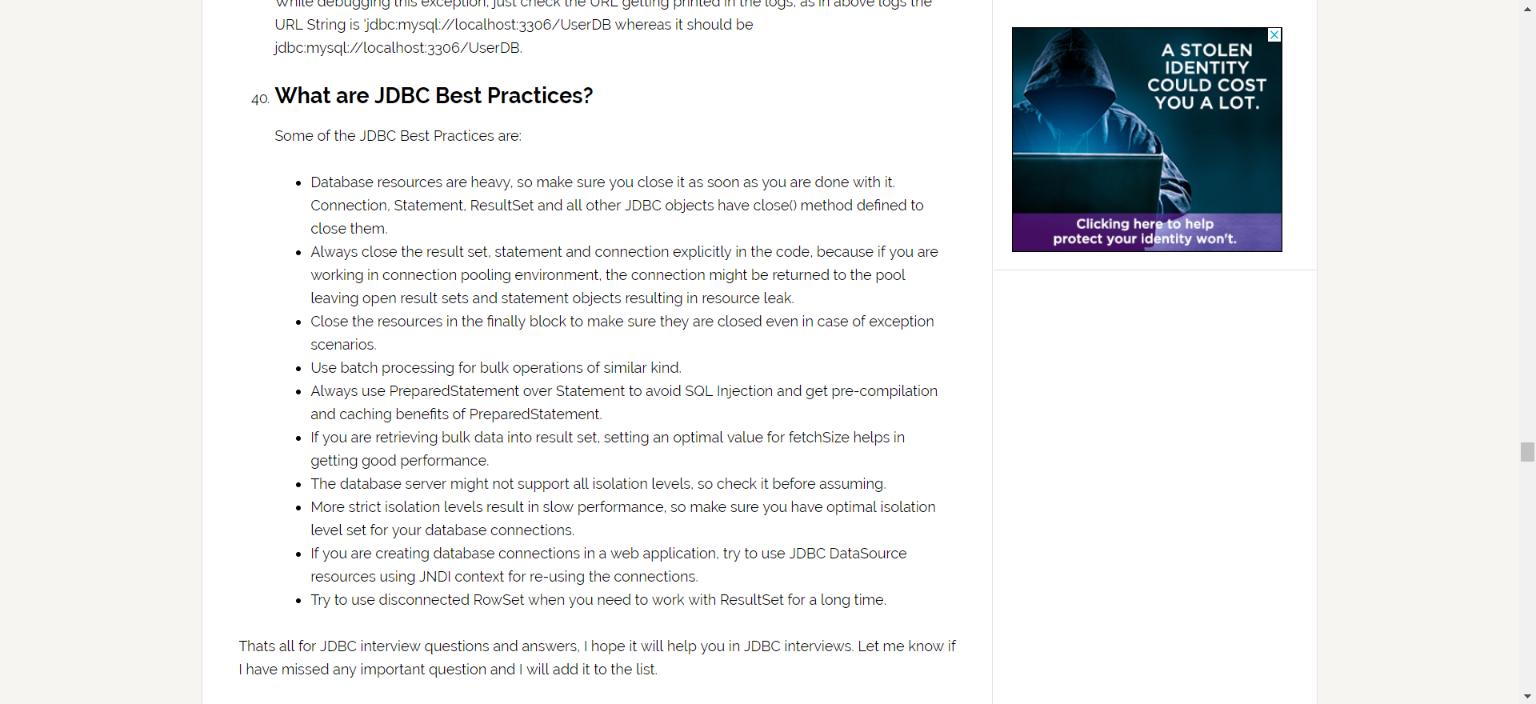 While debugging this exception, just check the URL getting printed in the logs, as in above logs the
URL String is 'jdbc:mysql://localhost:3306/UserDB whereas it should be
jdbc:mysql://localhost:3306/UserDB.
40. What are JDBC Best Practices?
Some of the JDBC Best Practices are:
• Database resources are heavy, so make sure you close it as soon as you are done with it.
Connection, Statement, ResultSet and all other JDBC objects have close() method defined to
close them.
• Always close the result set, statement and connection explicitly in the code, because if you are
working in connection pooling environment, the connection might be returned to the pool
leaving open result sets and statement objects resulting in resource leak.
• Close the resources in the finally block to make sure they are closed even in case of exception
scenarios.
• Use batch processing for bulk operations of similar kind.
• Always use PreparedStatement over Statement to avoid SQL Injection and get pre-compilation
and caching benefits of PreparedStatement.
• If you are retrieving bulk data into result set, setting an optimal value for fetchSize helps in
getting good performance.
• The database server might not support all isolation levels, so check it before assuming.
• More strict isolation levels result in slow performance, so make sure you have optimal isolation
level set for your database connections.
• If you are creating database connections in a web application, try to use JDBC DataSource
resources using JNDI context for re-using the connections.
• Try to use disconnected RowSet when you need to work with ResultSet for a long time.
Thats all for JDBC interview questions and answers, I hope it will help you in JDBC interviews. Let me know if
I have missed any important question and I will add it to the list.
A STOLEN
IDENTITY
COULD COST
YOU A LOT.
Clicking here to help
protect your identity won't.